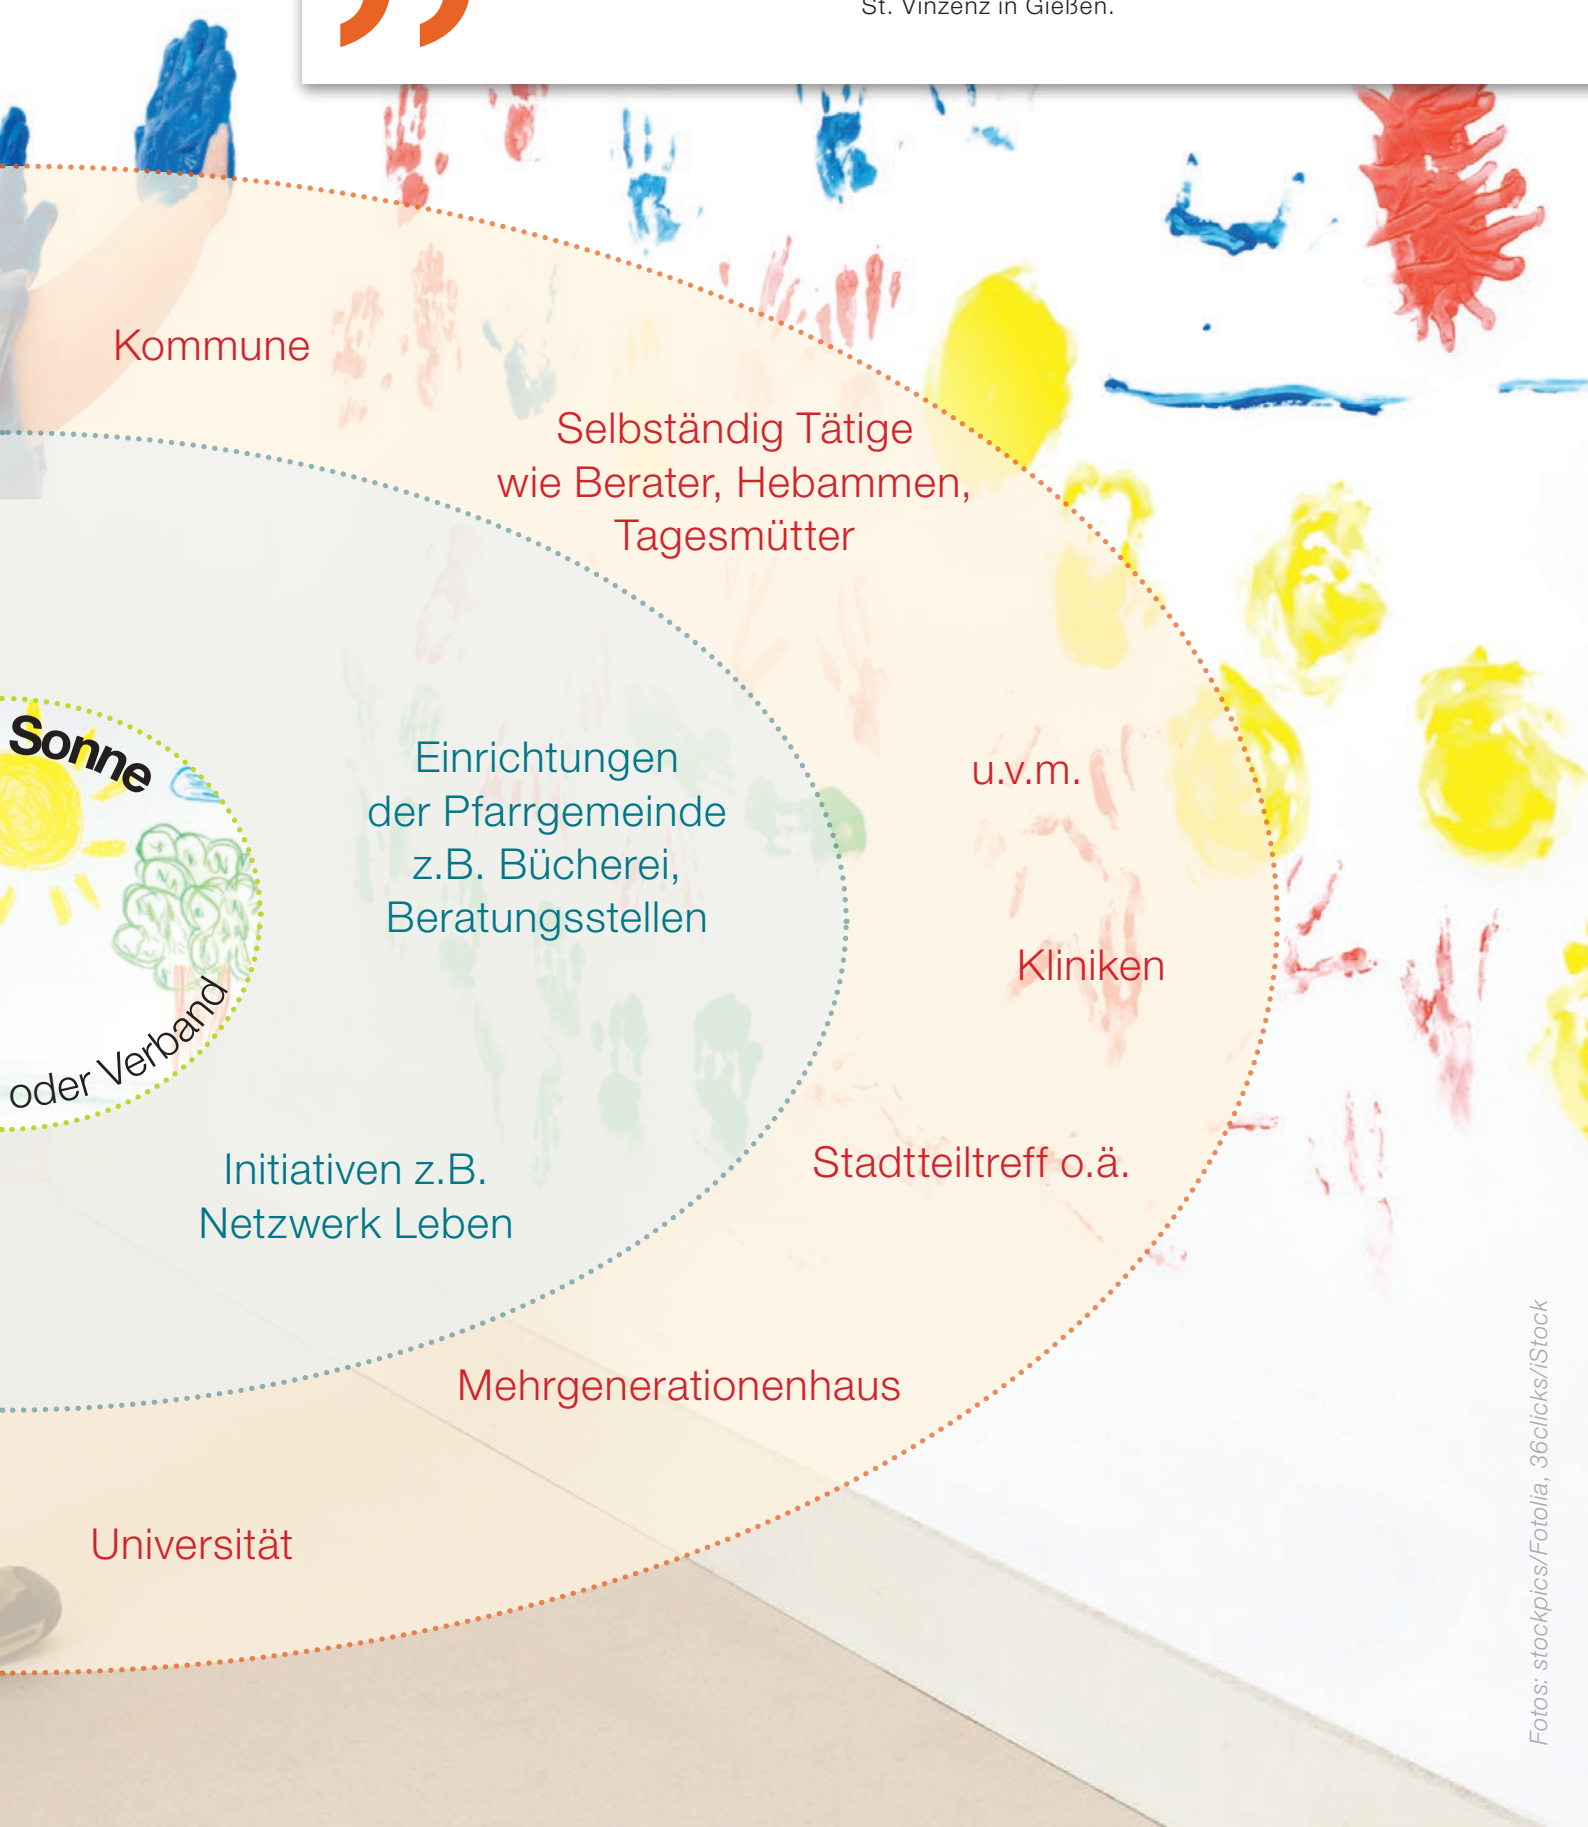 St. Vinzenz in Gießen.
Kommune
Selbständig Tätige
wie Berater, Hebammen,
Tagesmütter
Sonne
Einrichtungen
der Pfarrgemeinde
z.B. Bücherei,
Beratungsstellen
u.v.m.
Kliniken
oder Verband
Initiativen z.B.
Netzwerk Leben
Stadtteiltreff o.ä.
Mehrgenerationenhaus
Universität
Fotos: stockpics/Fotolia, 36clicks/iStock